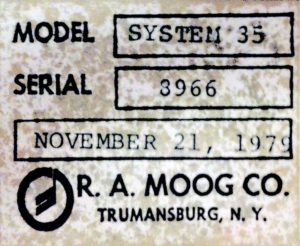 MODEL SYSTEM 35
SERIAL 3966
NOVEMBER 21, 1979
R. A. MOOG CO.
TRUMANSBURG, N. Y.